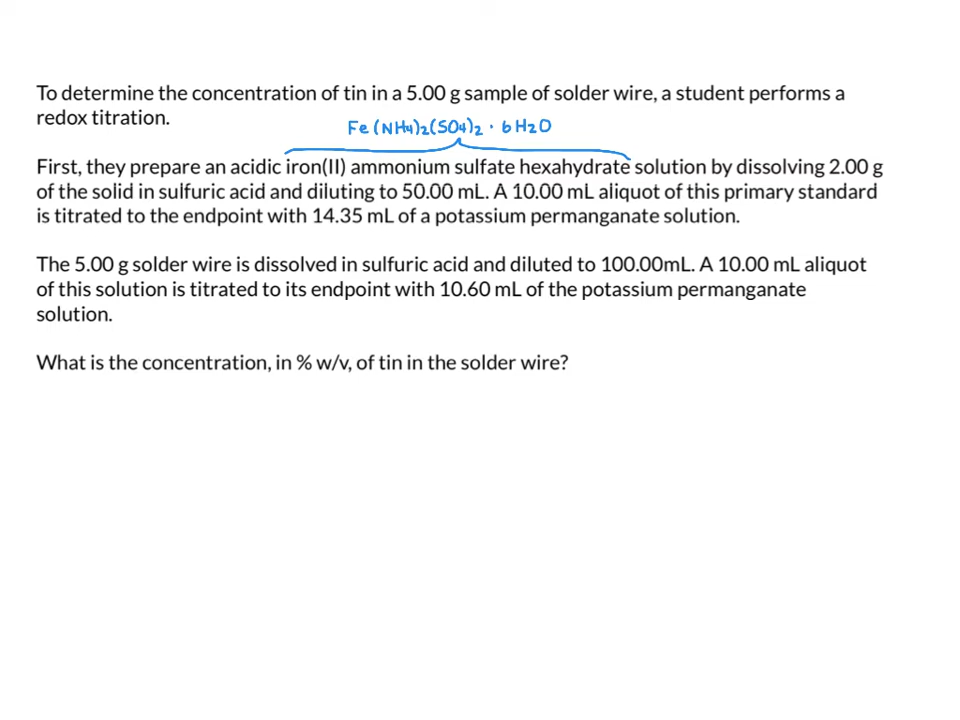 To determine the concentration of tin in a 5.00 g sample of solder wire, a student performs a
redox titration.
Fe(NH4)2(SO4)2 · 6H2O
First, they prepare an acidic iron(II) ammonium sulfate hexahydrate solution by dissolving 2.00 g
of the solid in sulfuric acid and diluting to 50.00 mL. A 10.00 mL aliquot of this primary standard
is titrated to the endpoint with 14.35 mL of a potassium permanganate solution.
The 5.00 g solder wire is dissolved in sulfuric acid and diluted to 100.00mL. A 10.00 mL aliquot
of this solution is titrated to its endpoint with 10.60 mL of the potassium permanganate
solution.
What is the concentration, in % w/v, of tin in the solder wire?